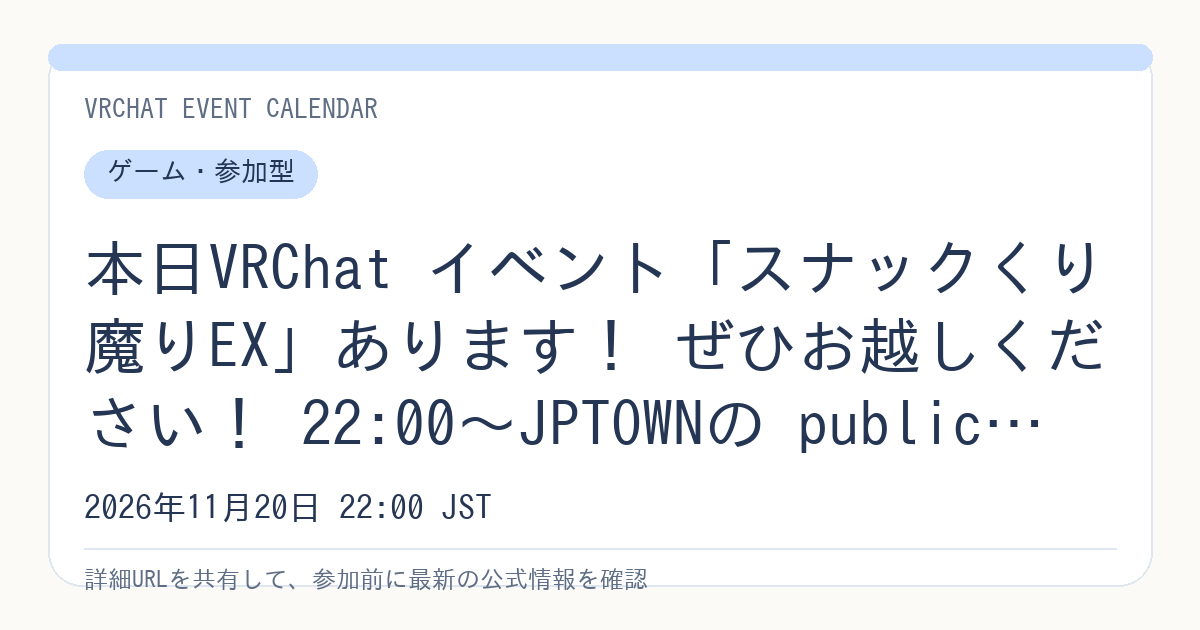 VRCHAT EVENT CALENDAR
ゲーム・参加型
本日VRChat イベント「スナックくり
魔りEX」あります！ ぜひお越しくだ
さい！ 22:00～JPTOWNの public…
2026年11月20日 22:00 JST
詳細URLを共有して、参加前に最新の公式情報を確認